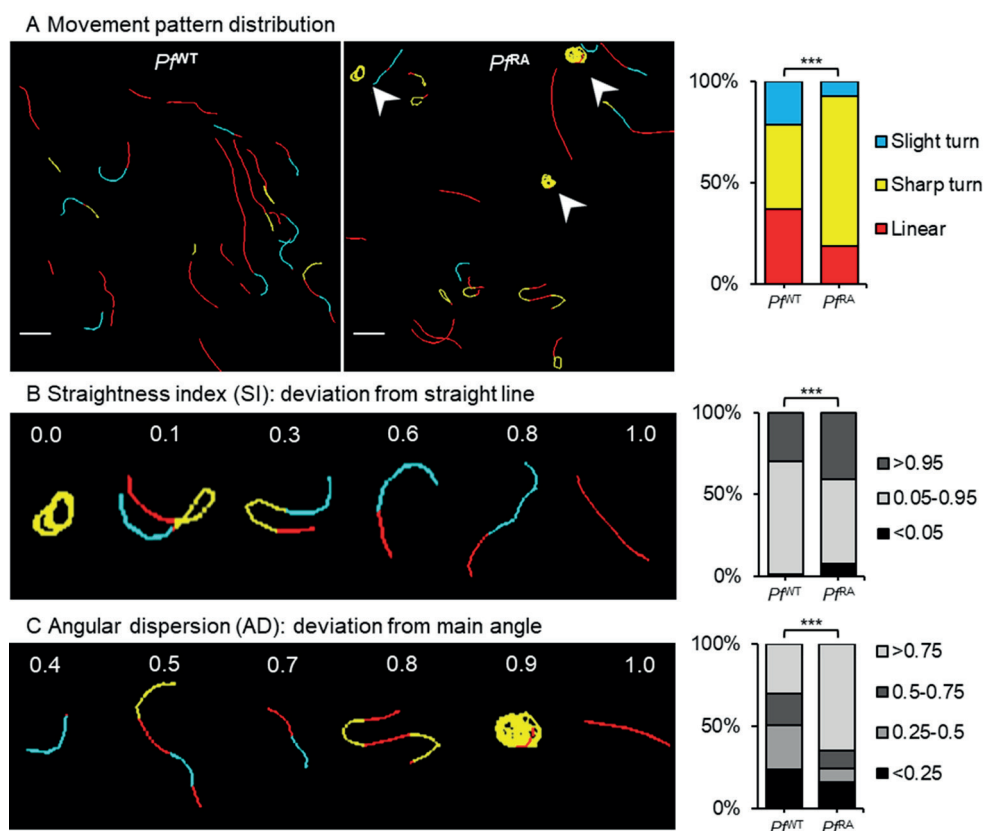 A Movement pattern distribution
PfWT
PfRA
***
100%
50%
0%
Slight turn
Sharp turn
Linear
PfWT PfRA
B Straightness index (SI): deviation from straight line
0.0 0.1 0.3 0.6 0.8 1.0
***
100%
50%
0%
>0.95
0.05-0.95
<0.05
PfWT PfRA
C Angular dispersion (AD): deviation from main angle
0.4 0.5 0.7 0.8 0.9 1.0
***
100%
50%
0%
>0.75
0.5-0.75
0.25-0.5
<0.25
PfWT PfRA